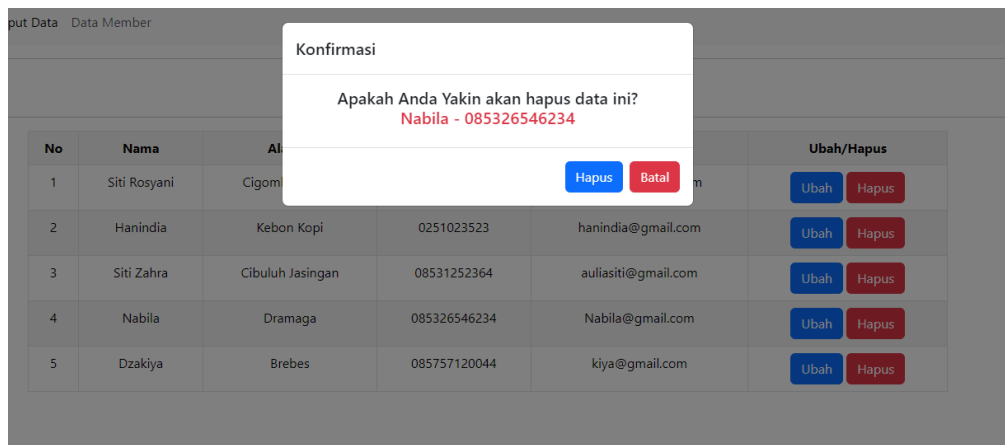 put Data Data Member
Konfirmasi
Apakah Anda Yakin akan hapus data ini?
Nabila - 085326546234
Hapus Batal
No Nama Al Ubah/Hapus
1 Siti Rosyani Cigom m Ubah Hapus
2 Hanindia Kebon Kopi 0251023523 hanindia@gmail.com Ubah Hapus
3 Siti Zahra Cibuluh Jasingan 08531252364 auliasiti@gmail.com Ubah Hapus
4 Nabila Dramaga 085326546234 Nabila@gmail.com Ubah Hapus
5 Dzakiya Brebes 085757120044 kiya@gmail.com Ubah Hapus